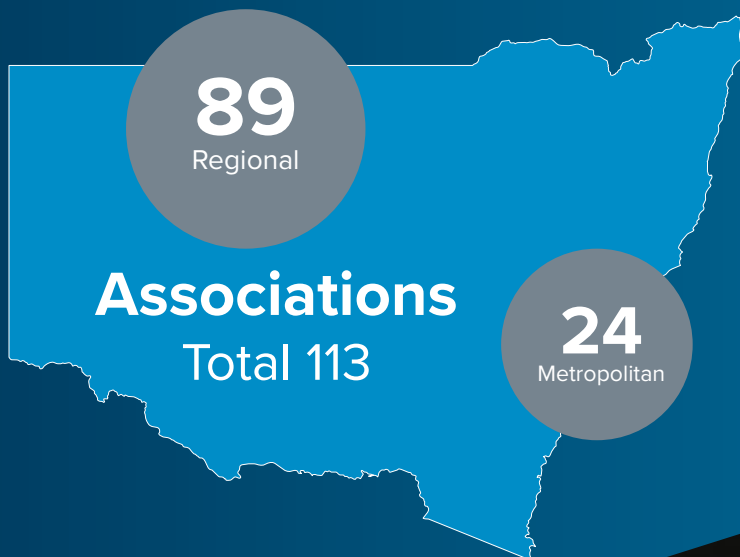 89
Regional
Associations
Total 113
24
Metropolitan